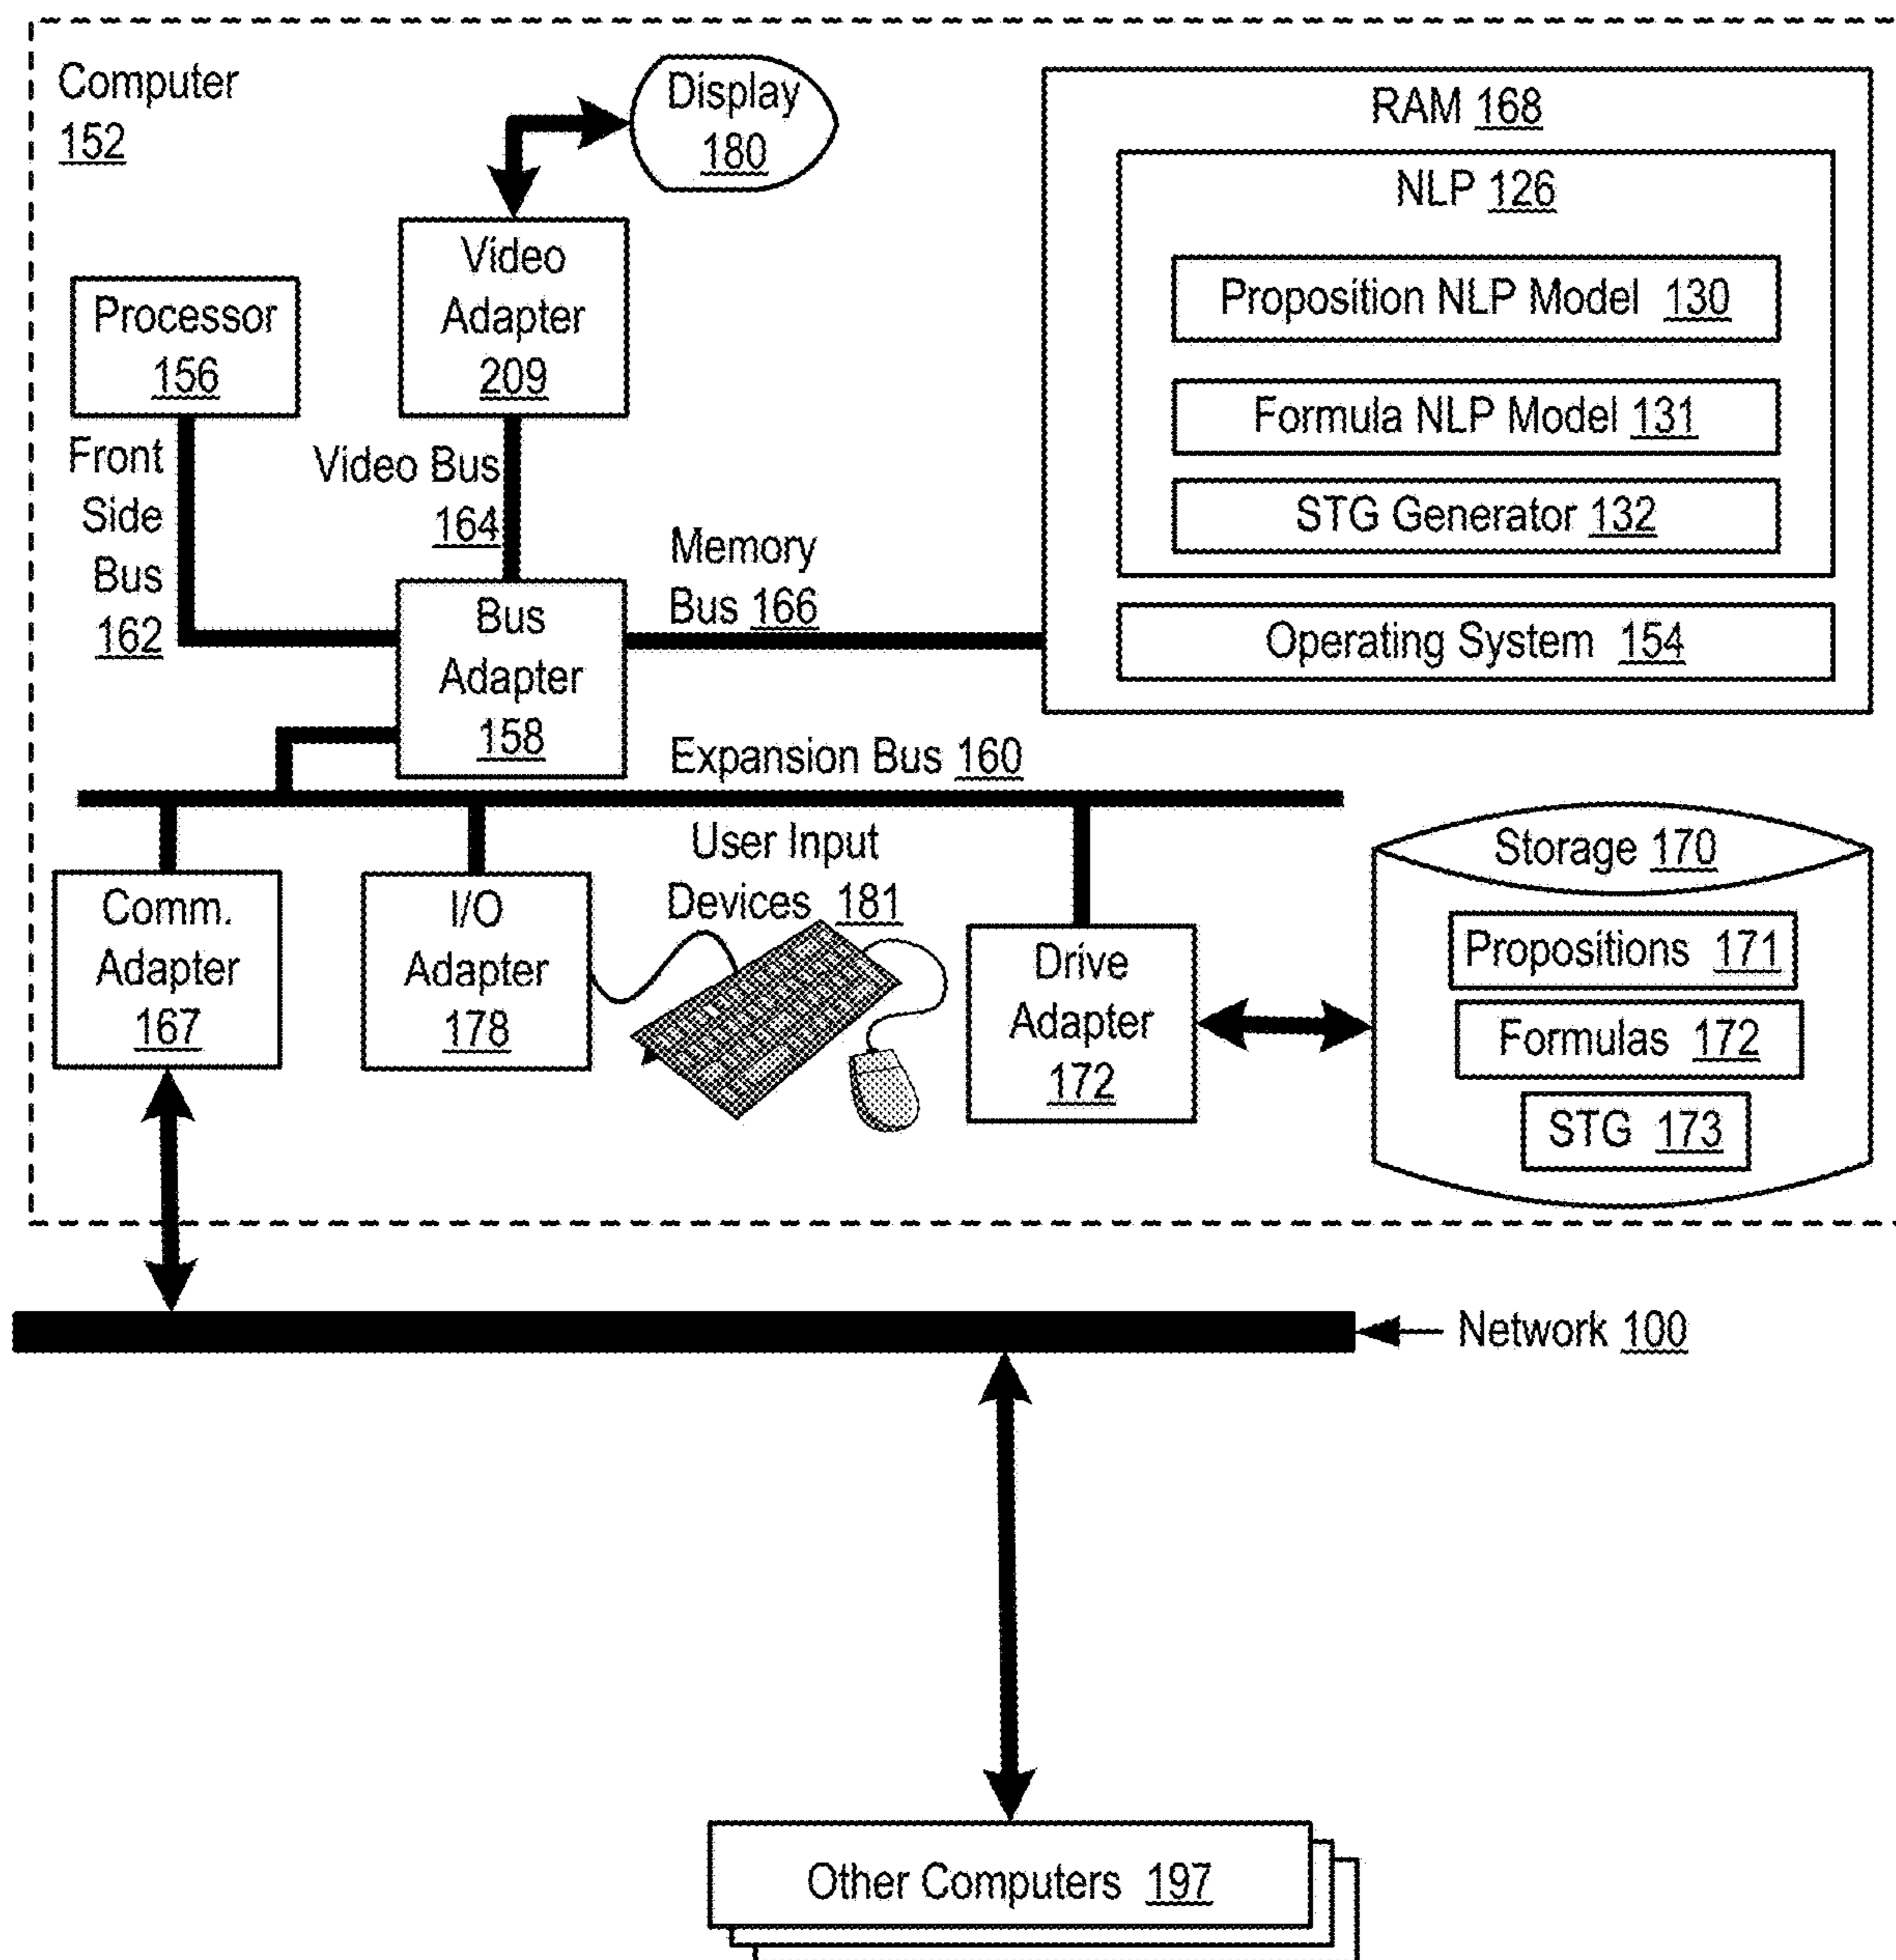 Computer
152
Display
180
RAM 168
NLP 126
Proposition NLP Model 130
Formula NLP Model 131
STG Generator 132
Operating System 154
Video
Adapter
209
Processor
156
Front
Side
Bus
162
Video Bus
164
Memory
Bus 166
Bus
Adapter
158
Expansion Bus 160
Comm.
Adapter
167
I/O
Adapter
178
User Input
Devices 181
Drive
Adapter
172
Storage 170
Propositions 171
Formulas 172
STG 173
Network 100
Other Computers 197